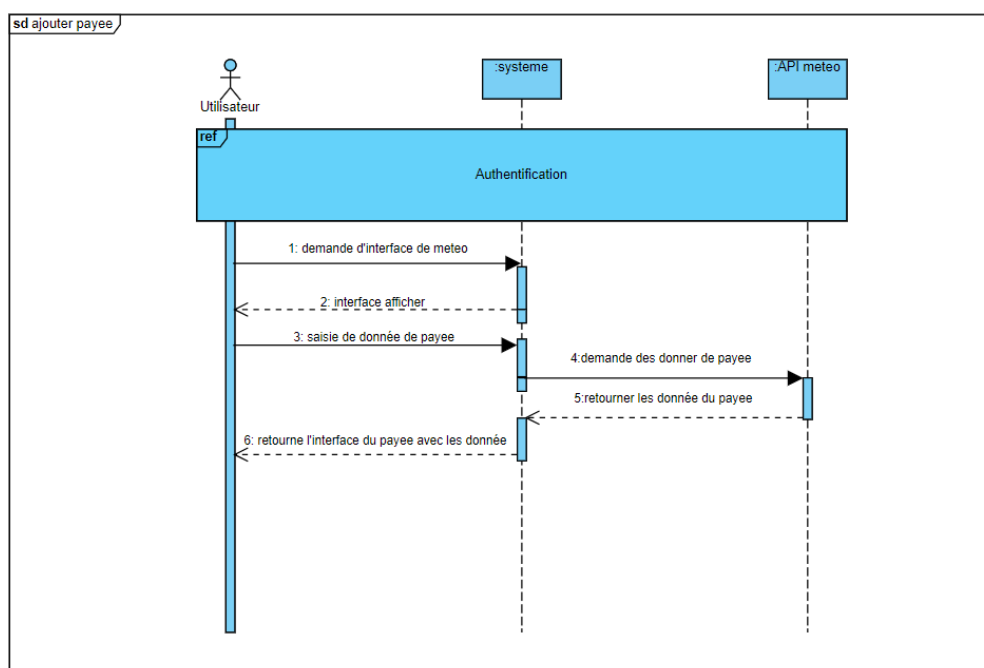 sd ajouter payee
:systeme
:API meteo
Utilisateur
ref
Authentification
1: demande d'interface de meteo
2: interface afficher
3: saisie de donnée de payee
4:demande des donner de payee
5:retourner les donnée du payee
6: retourne l'interface du payee avec les donnée